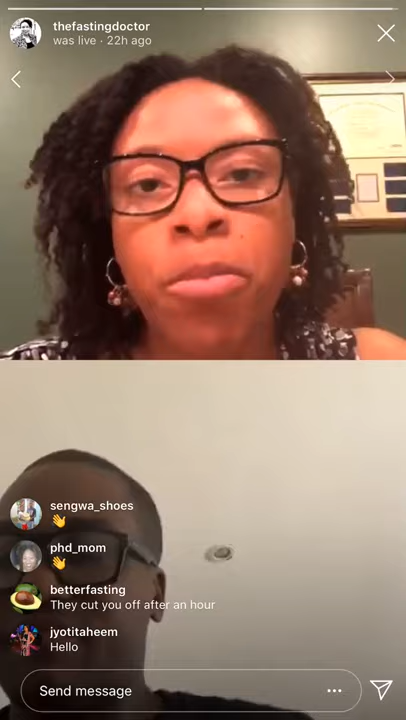 thefastingdoctor
was live · 22h ago
sengwa_shoes
👋
phd_mom
👋
betterfasting
They cut you off after an hour
jyotitaheem
Hello
Send message